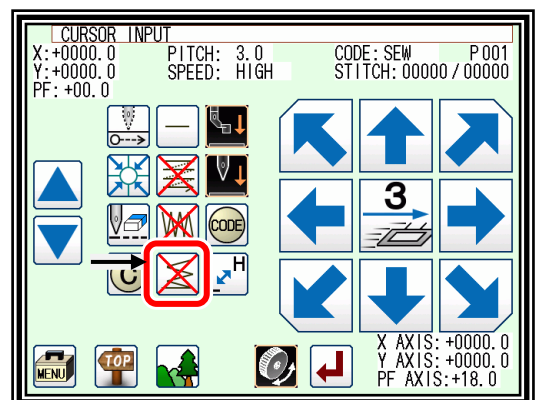 CURSOR INPUT
X:+0000.0 PITCH: 3.0 CODE:SEW P001
Y:+0000.0 SPEED: HIGH STITCH:00000/00000
PF:+00.0
3
CODE
C
H
X AXIS:+0000.0
Y AXIS:+0000.0
PF AXIS:+18.0
MENU
TOP